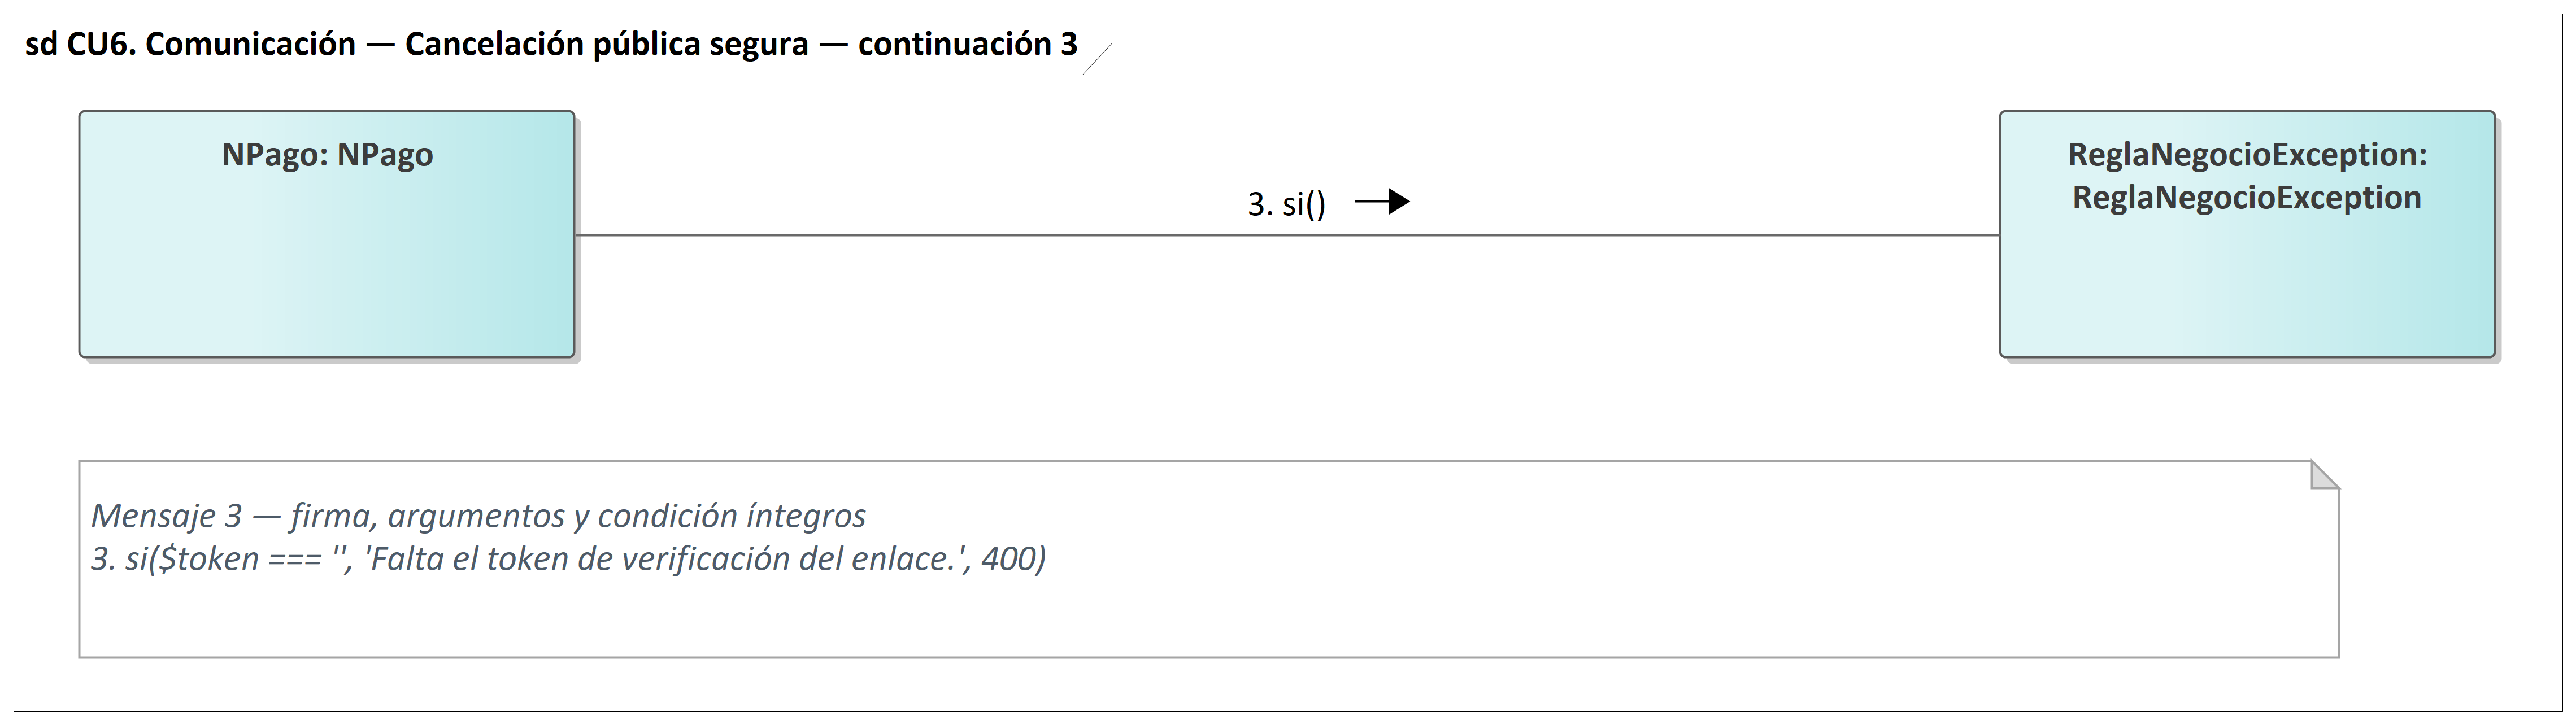 sd CU6. Comunicación — Cancelación pública segura — continuación 3
NPago: NPago
3. si()
ReglaNegocioException:
ReglaNegocioException
Mensaje 3 — firma, argumentos y condición íntegros
3. si($token === '', 'Falta el token de verificación del enlace.', 400)